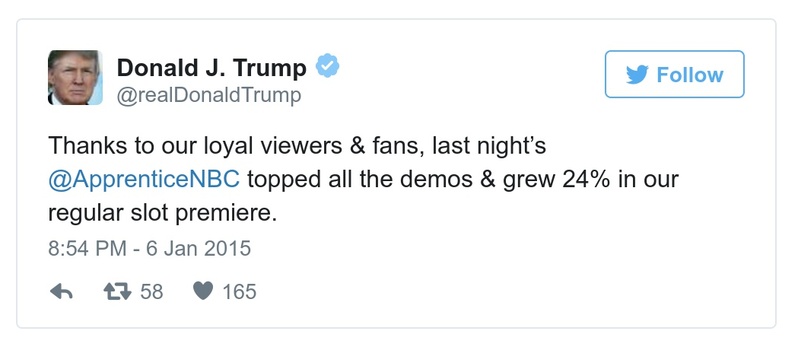 Donald J. Trump
@realDonaldTrump
Follow
Thanks to our loyal viewers & fans, last night’s
@ApprenticeNBC topped all the demos & grew 24% in our
regular slot premiere.
8:54 PM - 6 Jan 2015
58 165